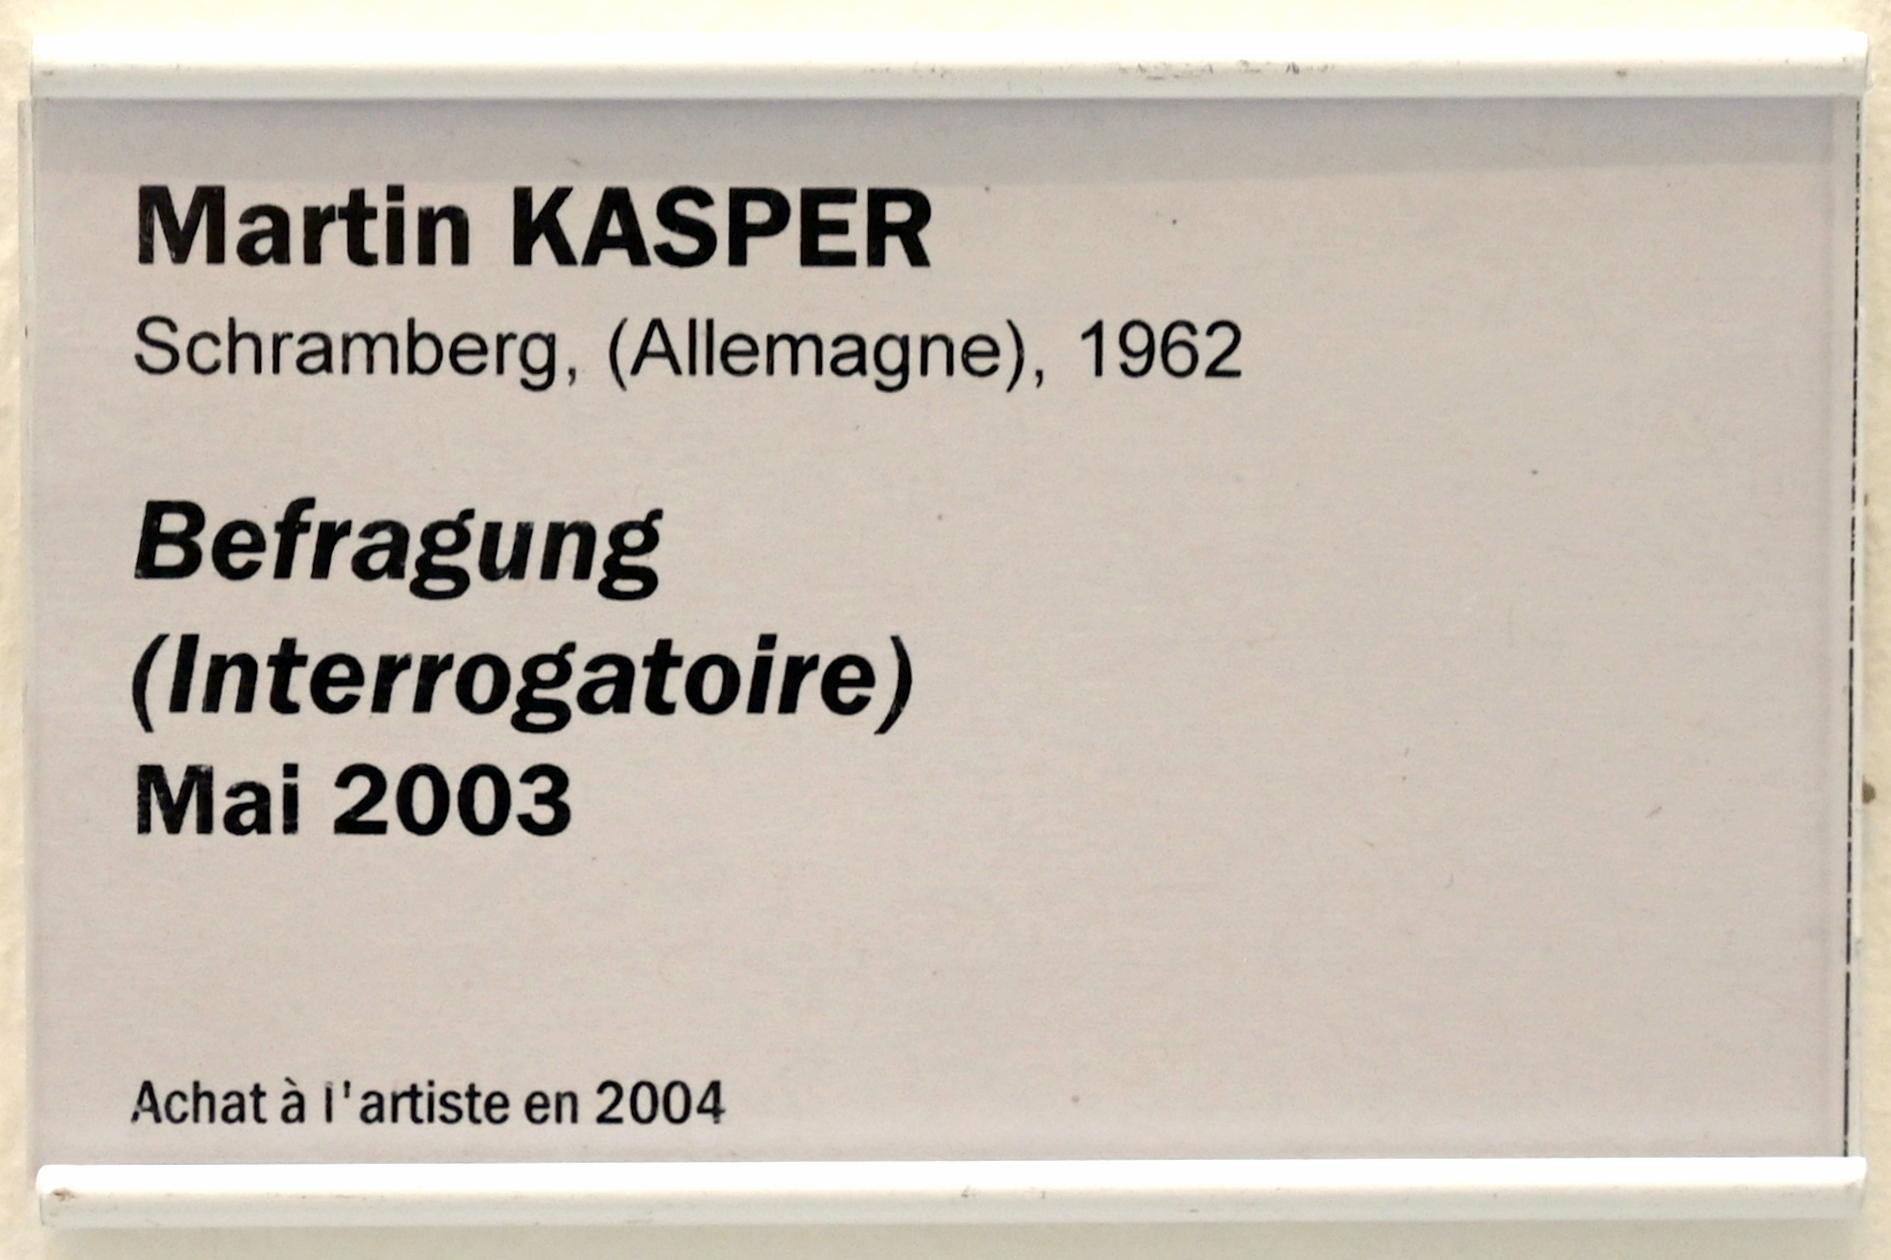 Martin KASPER
Schramberg, (Allemagne), 1962
Befragung
(Interrogatoire)
Mai 2003
Achat à l'artiste en 2004